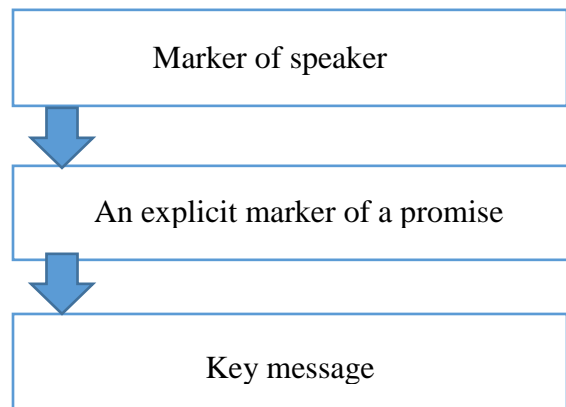 Marker of speaker
An explicit marker of a promise
Key message